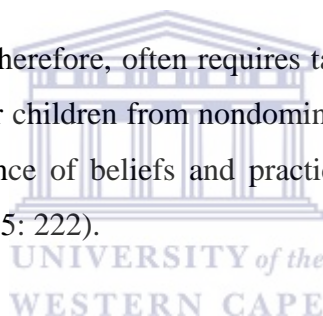 herefore, often requires ta
r children from nondomin
nce of beliefs and practic
5: 222).
UNIVERSITY of the
WESTERN CAPE